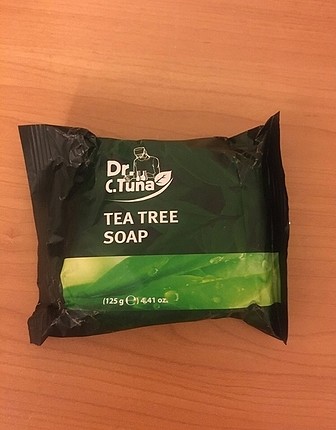 Dr.
C.Tuna
TEA TREE
SOAP
(125 g ℮) 4.41 oz.